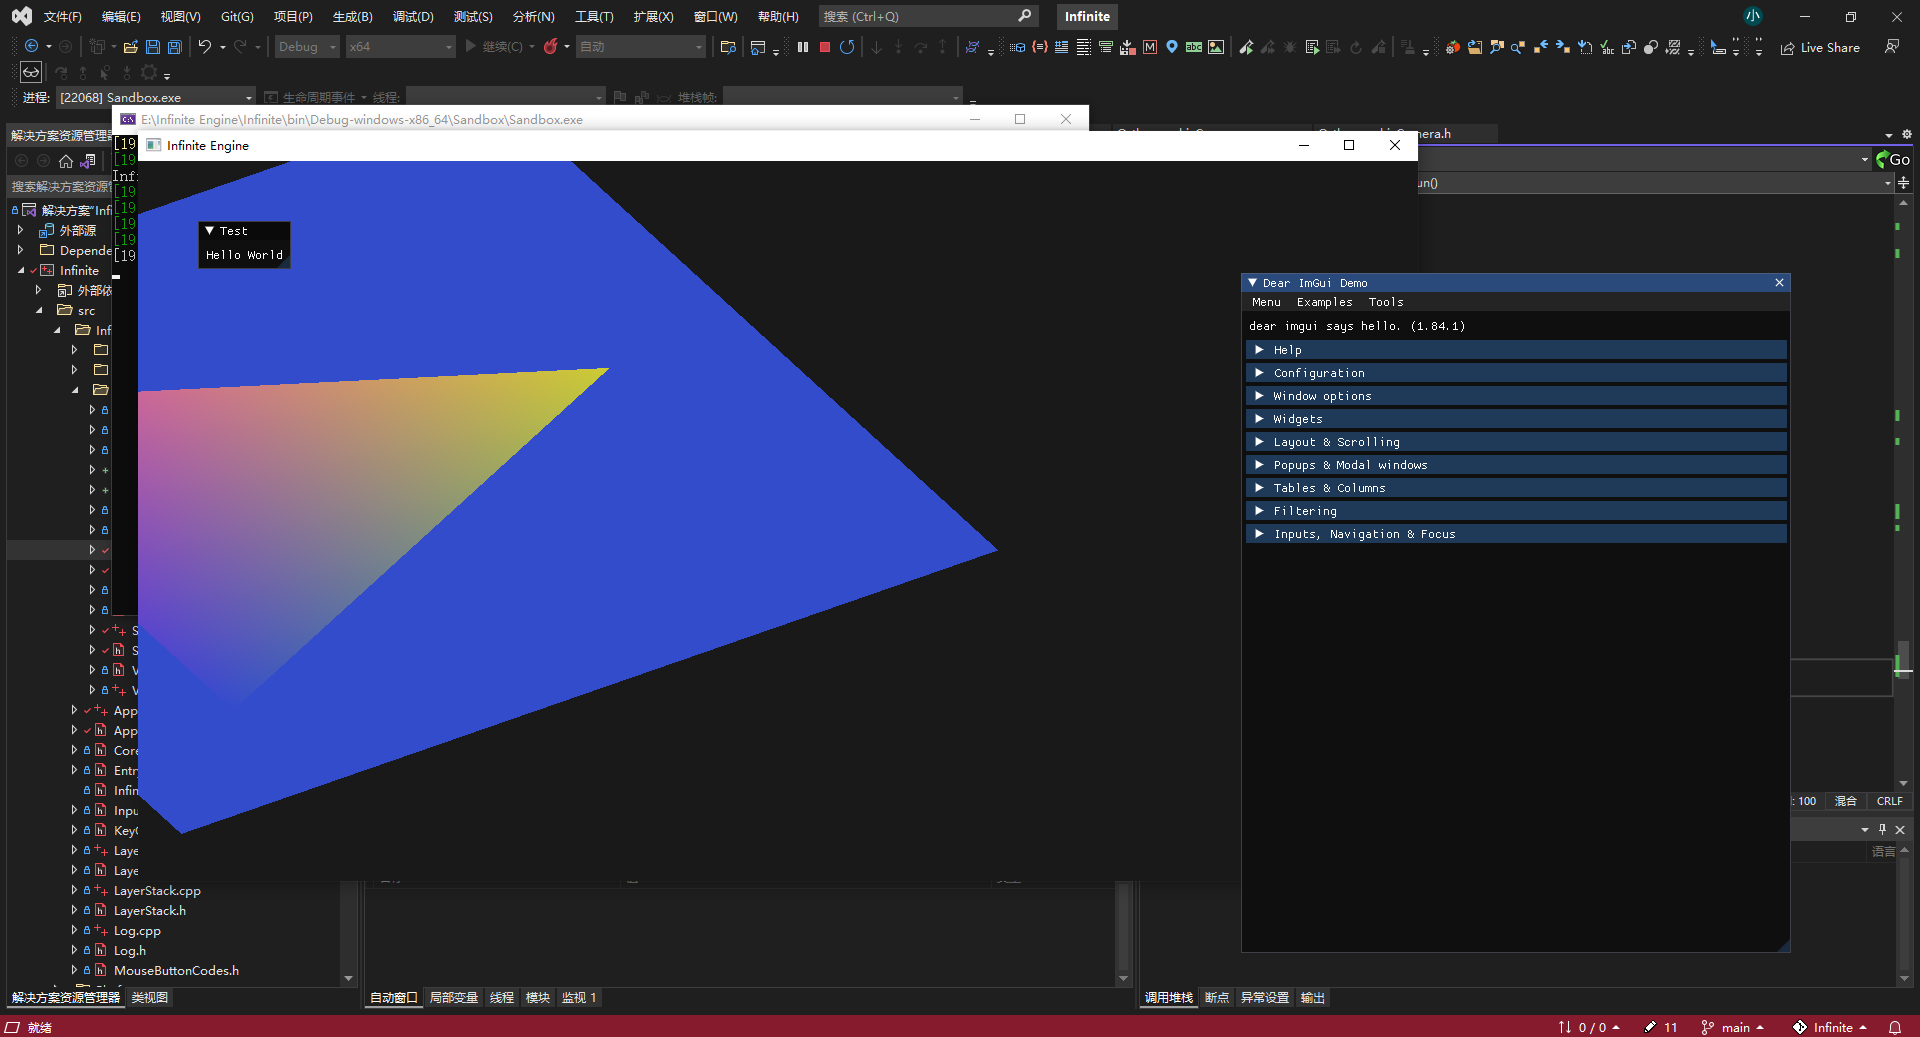 文件(F) 编辑(E) 视图(V) Git(G) 项目(P) 生成(B) 调试(D) 测试(S) 分析(N) 工具(T) 扩展(X) 窗口(W) 帮助(H) 搜索 (Ctrl+Q) Infinite 小
Debug x64 继续(C) 自动 Live Share
进程: [22068] Sandbox.exe 生命周期事件 线程: 堆栈帧:
E:\Infinite Engine\Infinite\bin\Debug-windows-x86_64\Sandbox\Sandbox.exe
解决方案资源管理器
[19
Infinite Engine
[19
Go
Inf
搜索解决方案资源管
un()
[19
[19
[19
[19
[19
解决方案"Infi
外部源
Depende
Infinite
外部依
src
Inf
Test
Hello World
Dear ImGui Demo
Menu Examples Tools
dear imgui says hello. (1.84.1)
Help
Configuration
Window options
Widgets
Layout & Scrolling
Popups & Modal windows
Tables & Columns
Filtering
Inputs, Navigation & Focus
S
S
V
V
App
App
Core
Entr
Infin
Inpu
KeyC
Laye
Laye
LayerStack.cpp
LayerStack.h
Log.cpp
Log.h
MouseButtonCodes.h
: 100 混合 CRLF
语言
解决方案资源管理器 类视图 自动窗口 局部变量 线程 模块 监视 1 调用堆栈 断点 异常设置 输出
就绪 0 / 0 11 main Infinite